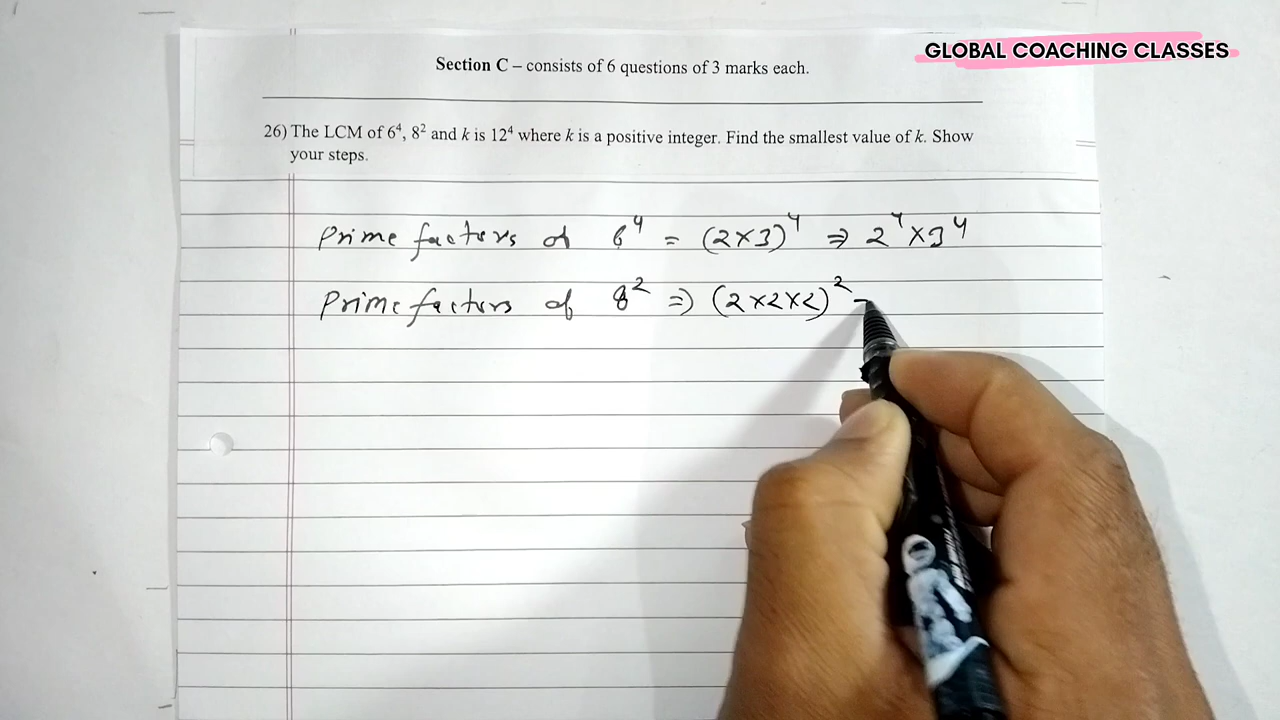 GLOBAL COACHING CLASSES
Section C – consists of 6 questions of 3 marks each.
26) The LCM of 6⁴, 8² and k is 12⁴ where k is a positive integer. Find the smallest value of k. Show
your steps.
Prime factors of 6⁴ = (2×3)⁴ ⇒ 2⁴×3⁴
Prime factors of 8² ⇒ (2×2×2)²